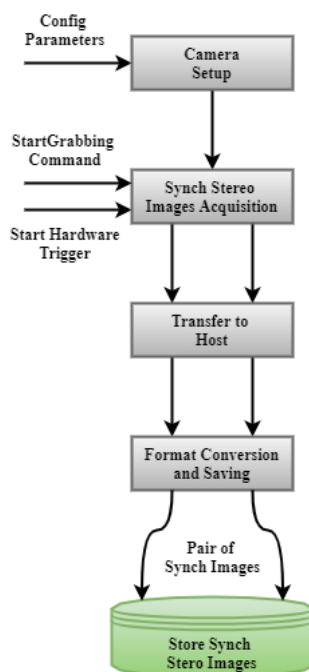 Config
Parameters
Camera
Setup
StartGrabbing
Command
Synch Stereo
Images Acquisition
Start Hardware
Trigger
Transfer to
Host
Format Conversion
and Saving
Pair of
Synch Images
Store Synch
Stero Images